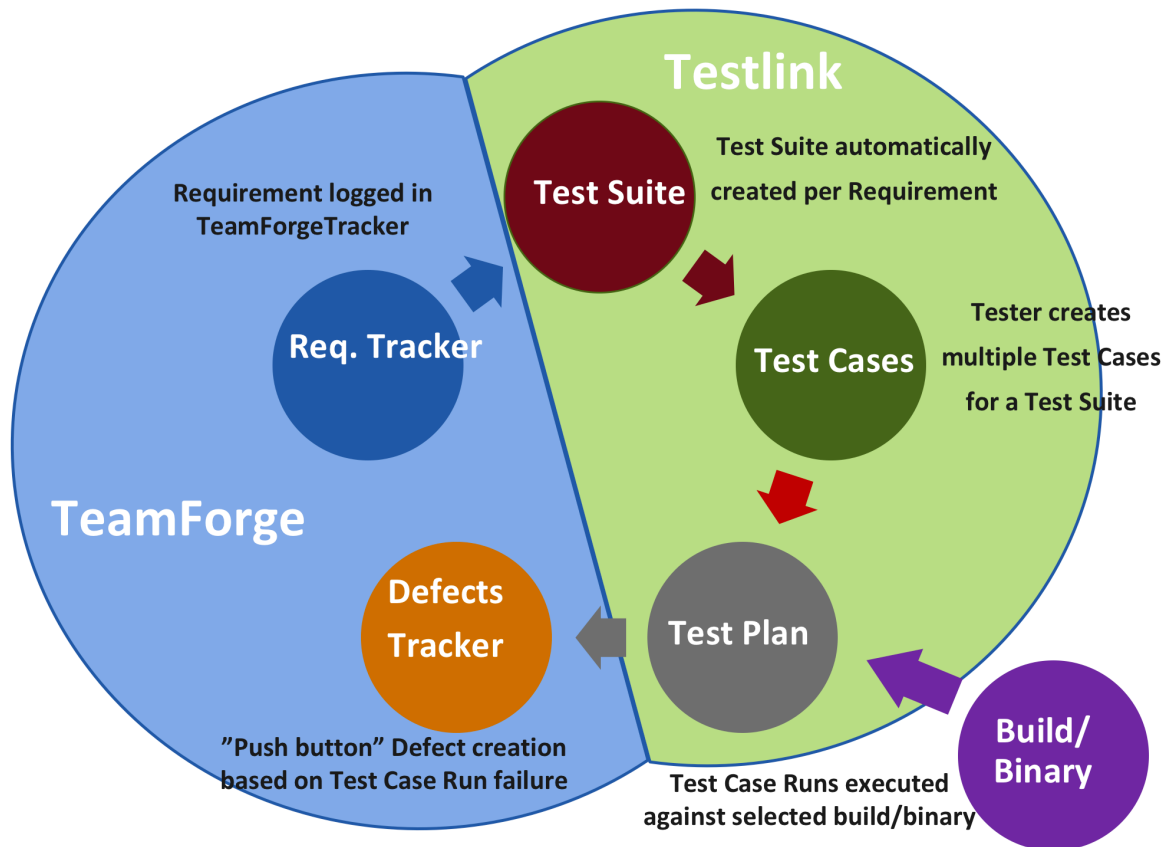 Testlink
Test Suite
Test Suite automatically
created per Requirement
Requirement logged in
TeamForgeTracker
Req. Tracker
Test Cases
Tester creates
multiple Test Cases
for a Test Suite
TeamForge
Defects
Tracker
Test Plan
Build/
Binary
”Push button” Defect creation
based on Test Case Run failure
Test Case Runs executed
against selected build/binary